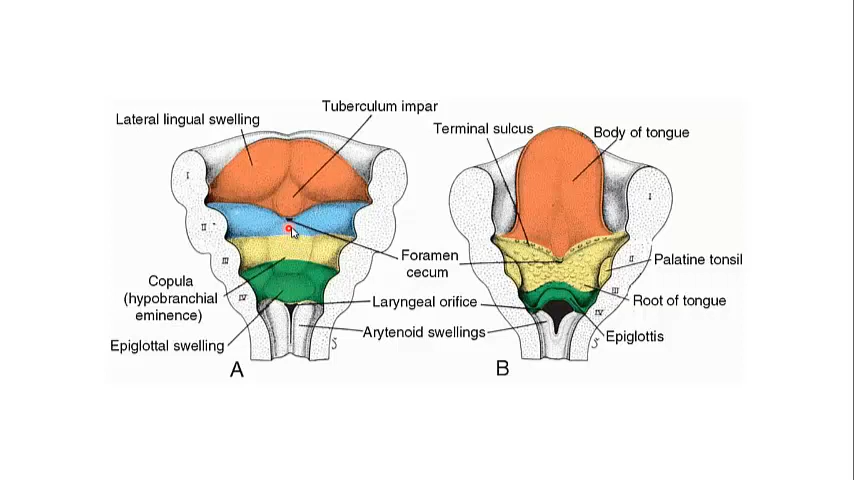 Tuberculum impar
Lateral lingual swelling
Terminal sulcus
Body of tongue
I
I
II
Foramen
cecum
II
Palatine tonsil
III
Copula
(hypobranchial
eminence)
III
IV
Laryngeal orifice
Root of tongue
IV
Arytenoid swellings
Epiglottal swelling
Epiglottis
A
B